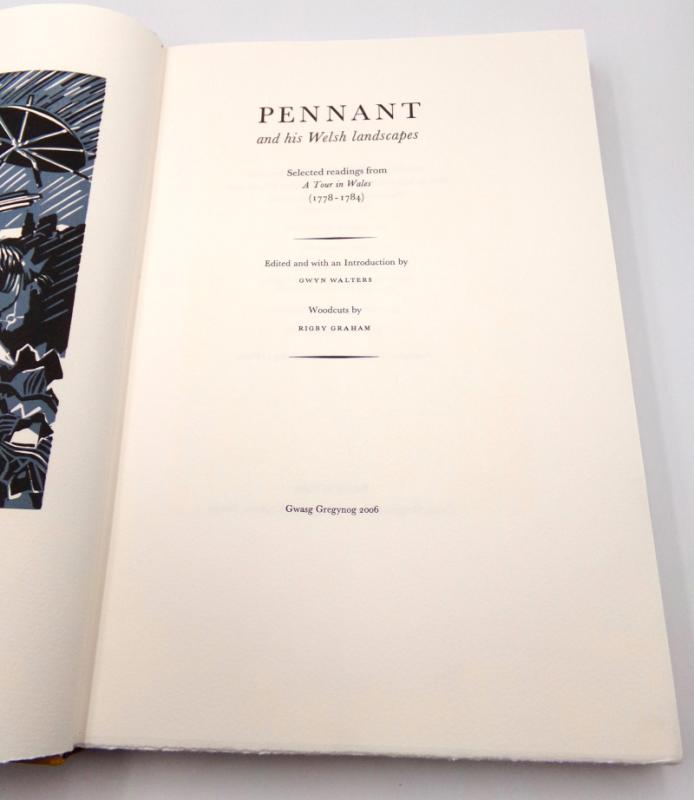 PENNANT
and his Welsh landscapes
Selected readings from
A Tour in Wales
(1778-1784)
Edited and with an Introduction by
GWYN WALTERS
Woodcuts by
RIGBY GRAHAM
Gwasg Gregynog 2006